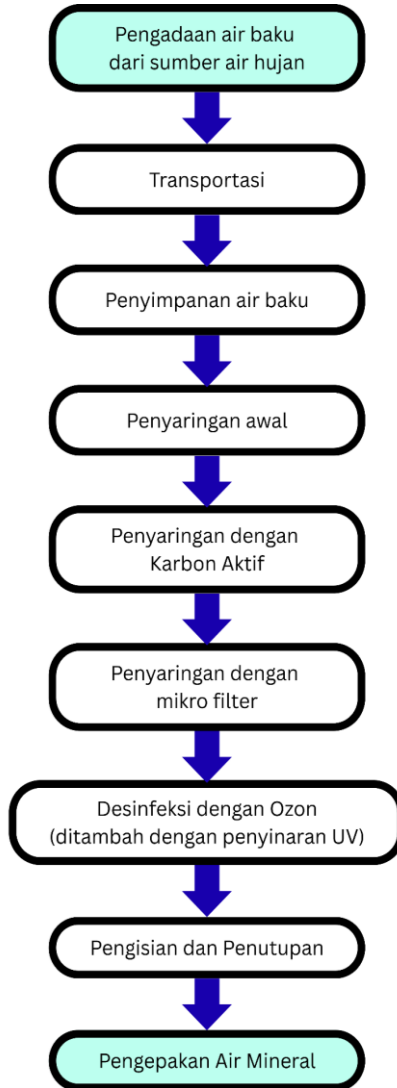 Pengadaan air baku
dari sumber air hujan
Transportasi
Penyimpanan air baku
Penyaringan awal
Penyaringan dengan
Karbon Aktif
Penyaringan dengan
mikro filter
Desinfeksi dengan Ozon
(ditambah dengan penyinaran UV)
Pengisian dan Penutupan
Pengepakan Air Mineral